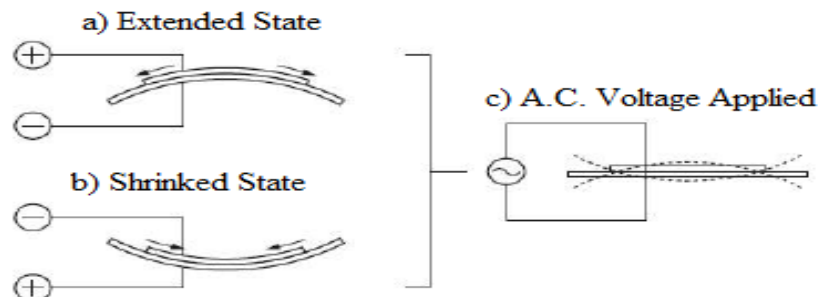 a) Extended State
+
−
c) A.C. Voltage Applied
~
b) Shrinked State
−
+